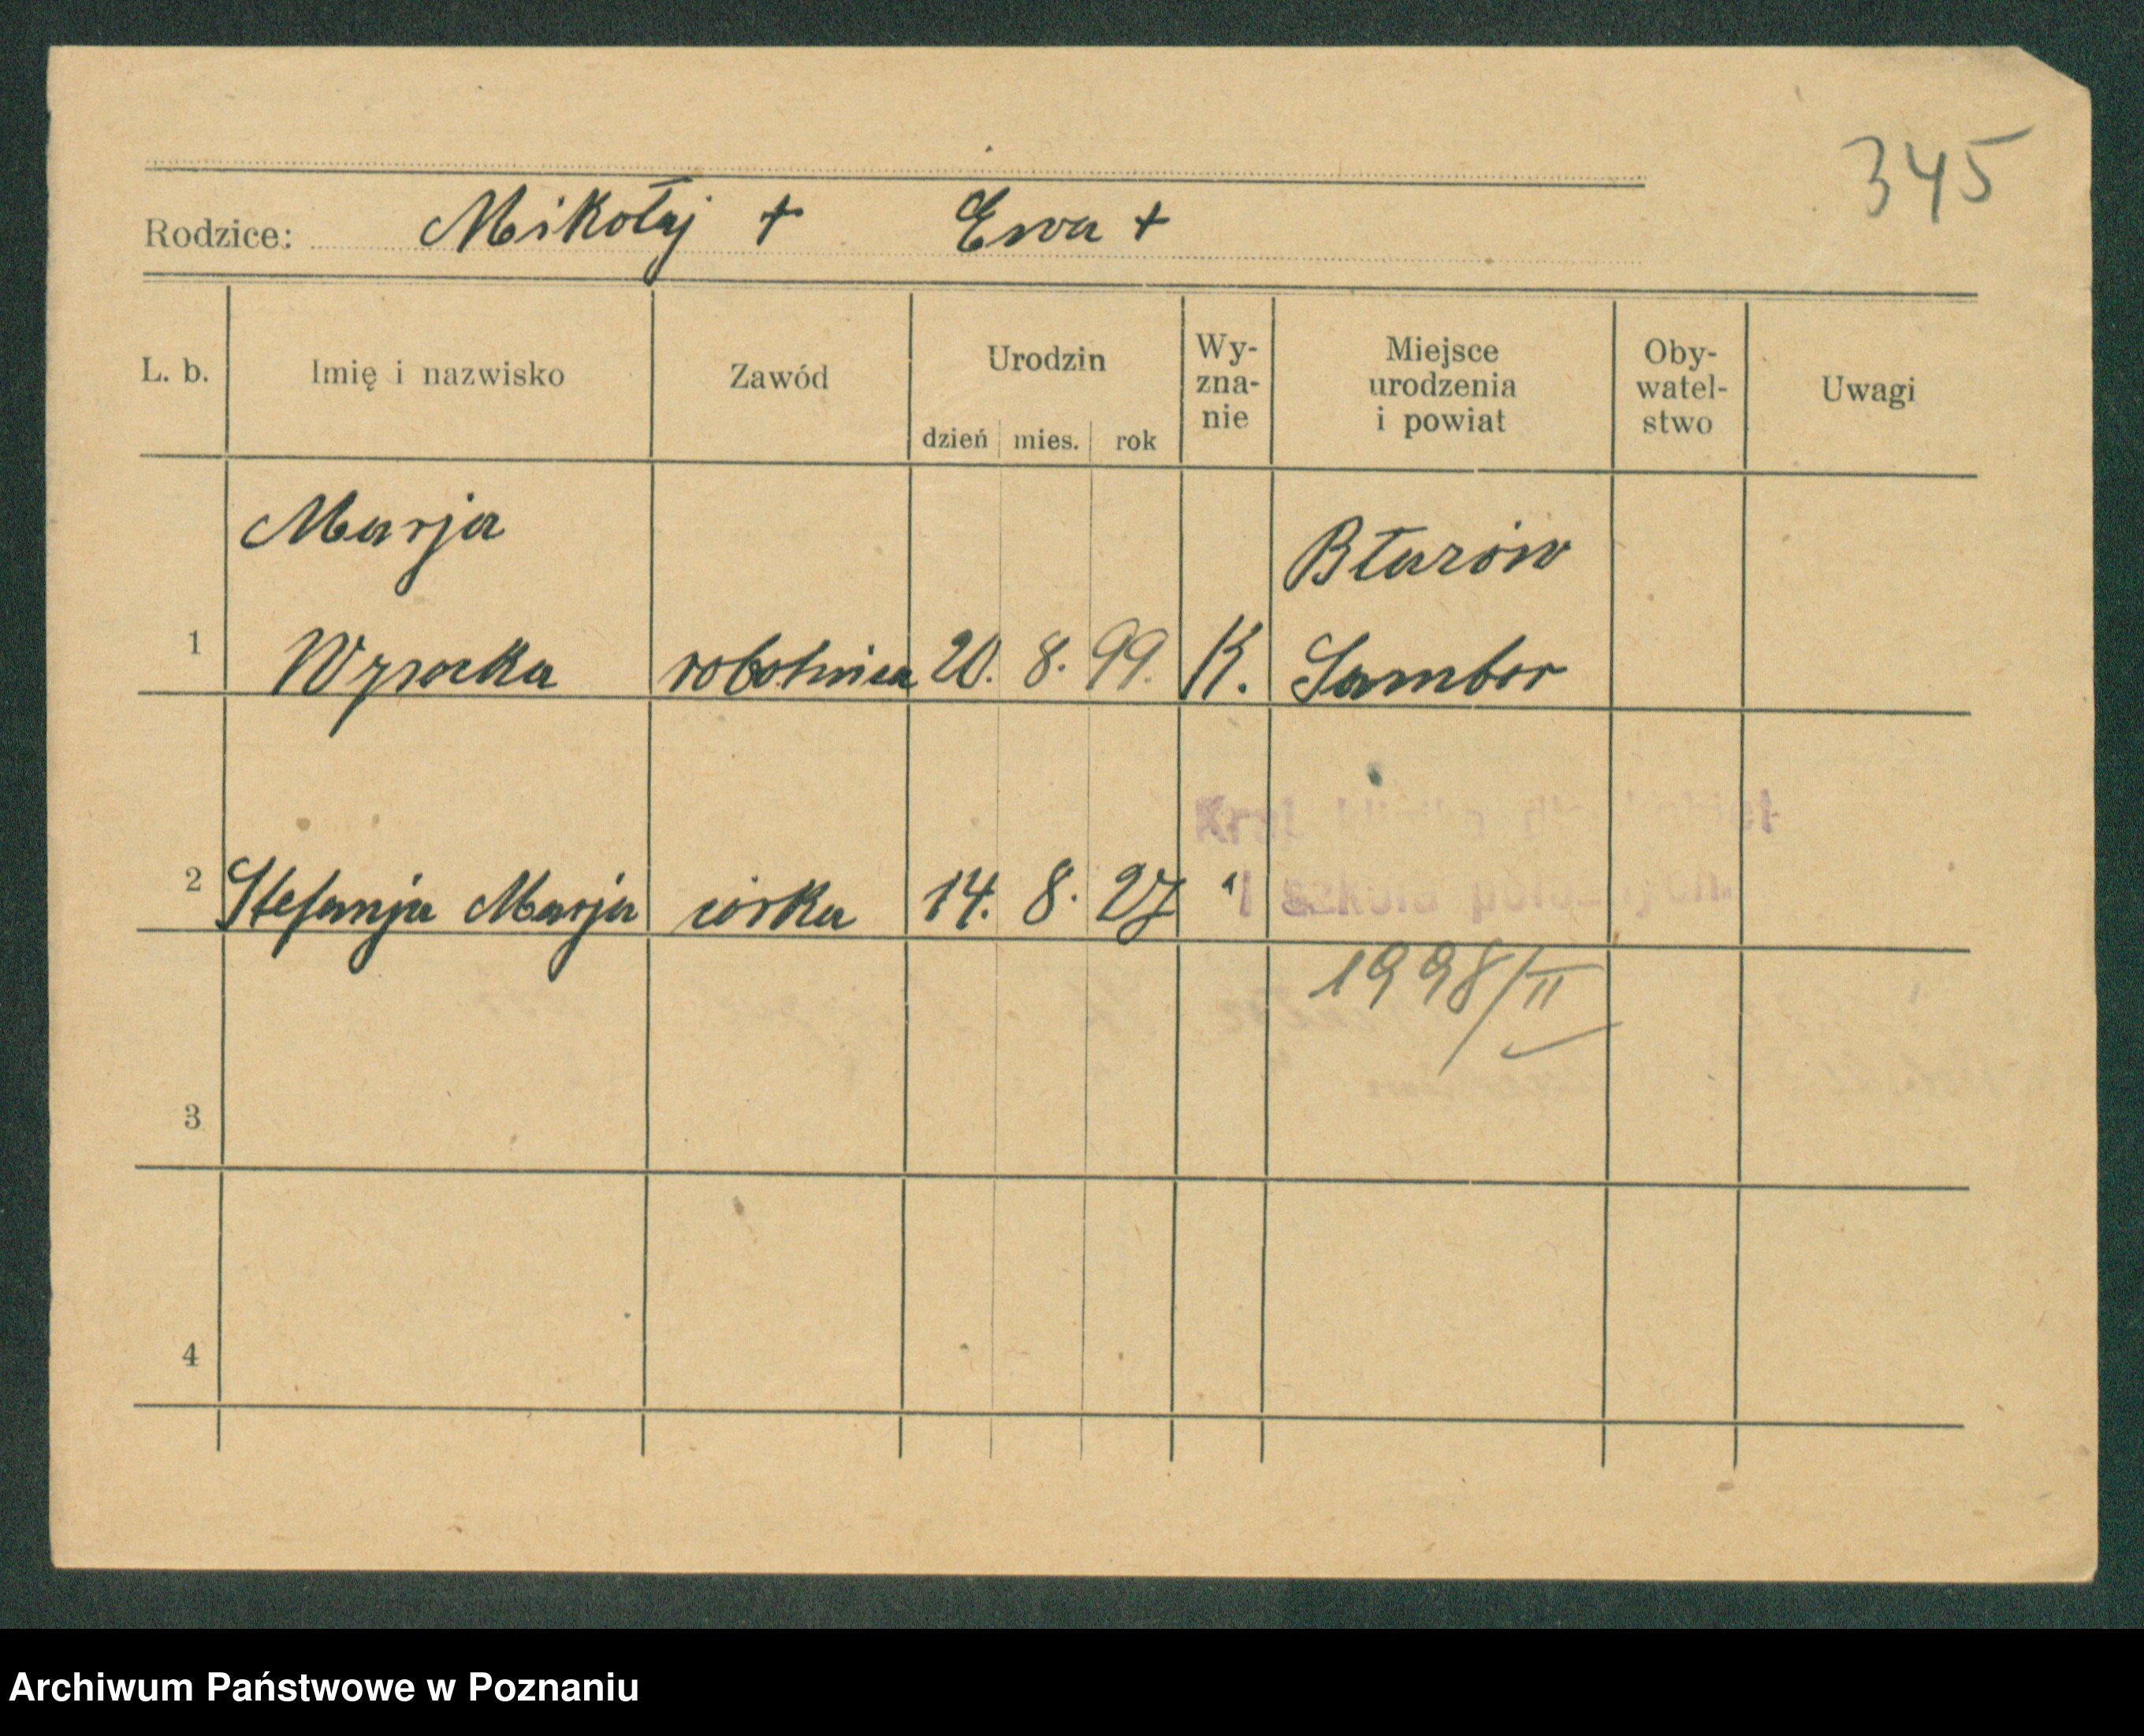 345
Rodzice: Mikołaj + Ewa +
L. b. Imię i nazwisko Zawód Urodzin dzień mies. rok Wy-zna-nie Miejsce urodzenia i powiat Oby-watel-stwo Uwagi
Marja Błażów
1 Wysocka robotnica 20. 8. 99. K. Sambor
2 Stefanja Marja córka 14. 8. 27 "
i szkoła położnych.
1998/II
3
4
Archiwum Państwowe w Poznaniu